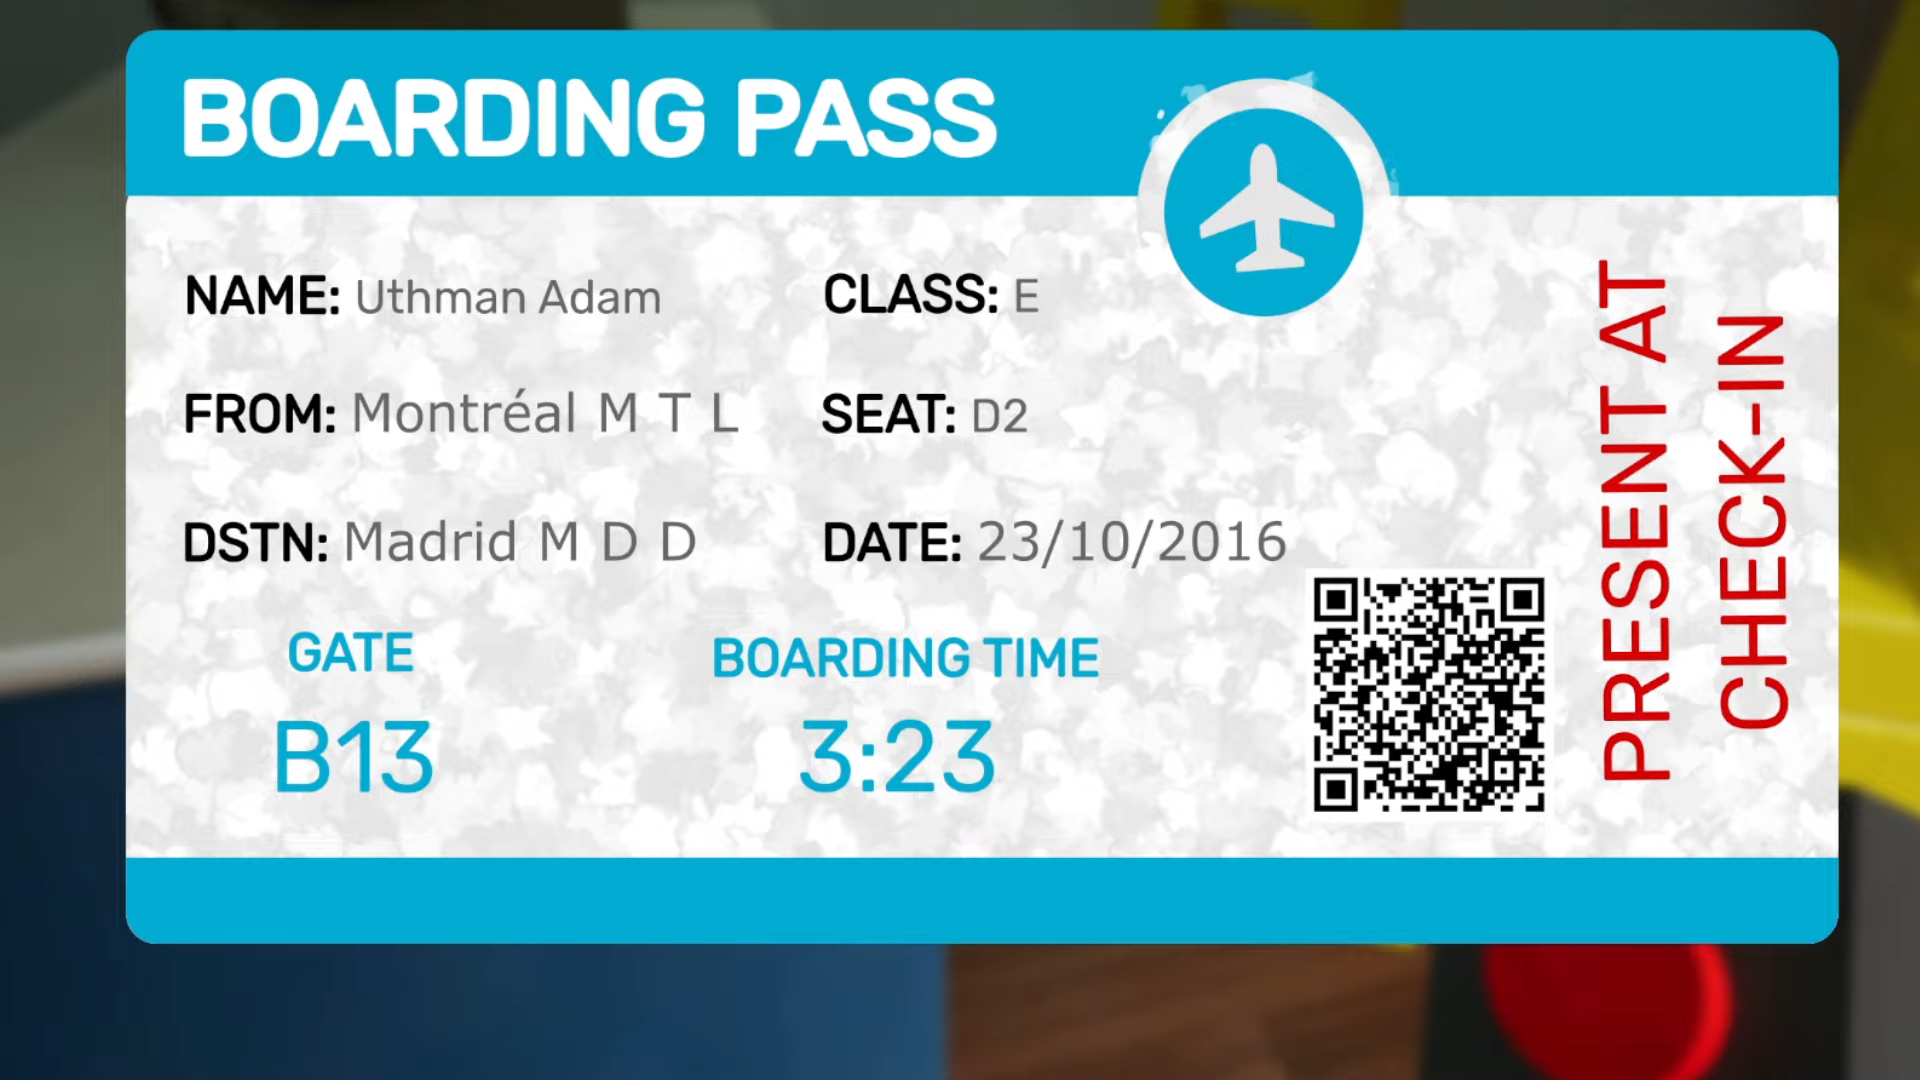 BOARDING PASS
NAME: Uthman Adam
CLASS: E
FROM: Montréal M T L
SEAT: D2
DSTN: Madrid M D D
DATE: 23/10/2016
GATE
B13
BOARDING TIME
3:23
PRESENT AT
CHECK-IN